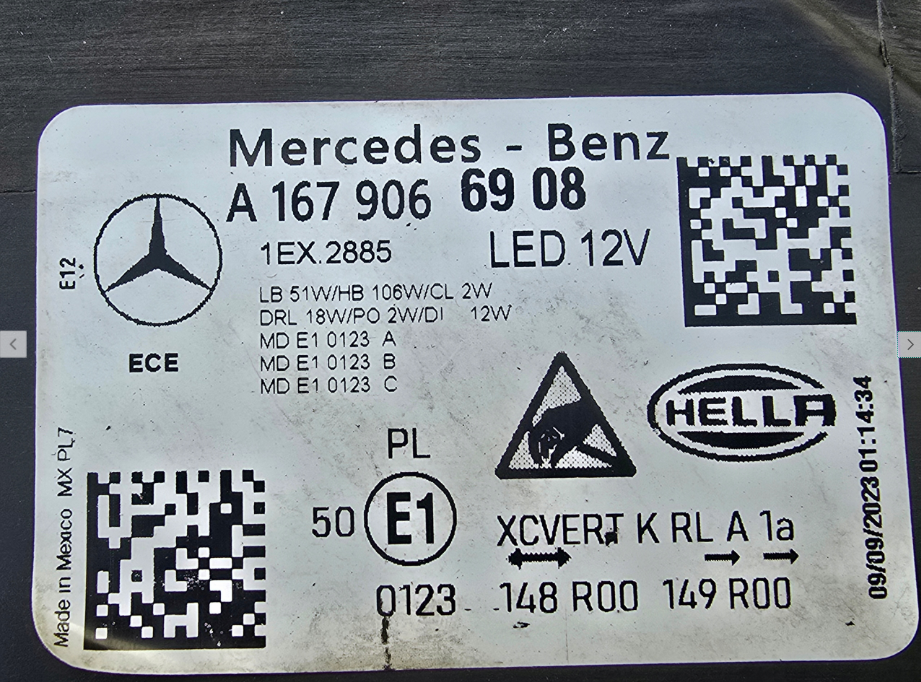 Mercedes - Benz
A 167 906 69 08
1EX.2885
LED 12V
E12
ECE
LB 51W/HB 106W/CL 2W
DRL 18W/PO 2W/DI 12W
MD E1 0123 A
MD E1 0123 B
MD E1 0123 C
HELLA
09/09/2023 01:14:34
Made in Mexico MX PL7
PL
50 E1
XCVERT K RL A 1a
0123 148 R00 149 R00